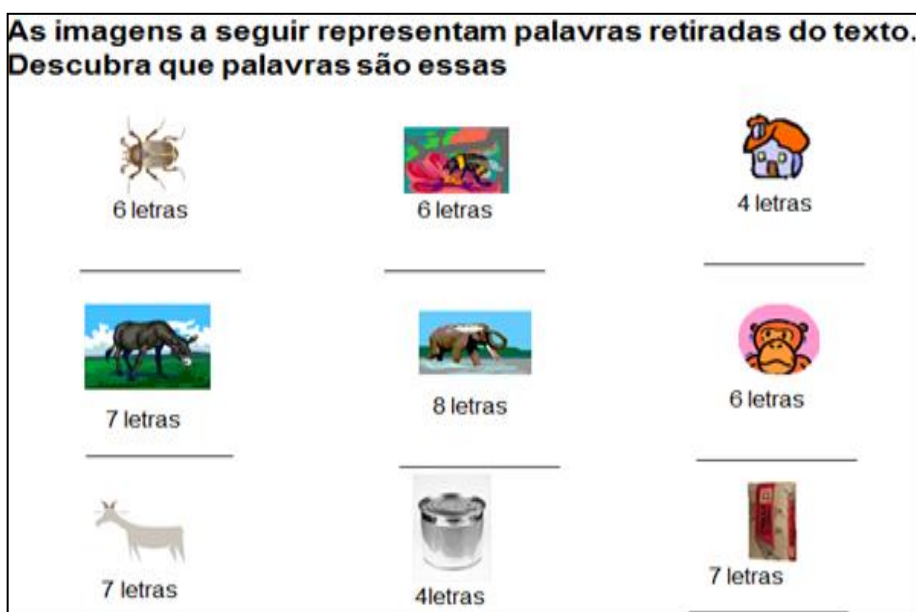 As imagens a seguir representam palavras retiradas do texto.
Descubra que palavras são essas
6 letras
6 letras
4 letras
7 letras
8 letras
6 letras
7 letras
4letras
7 letras